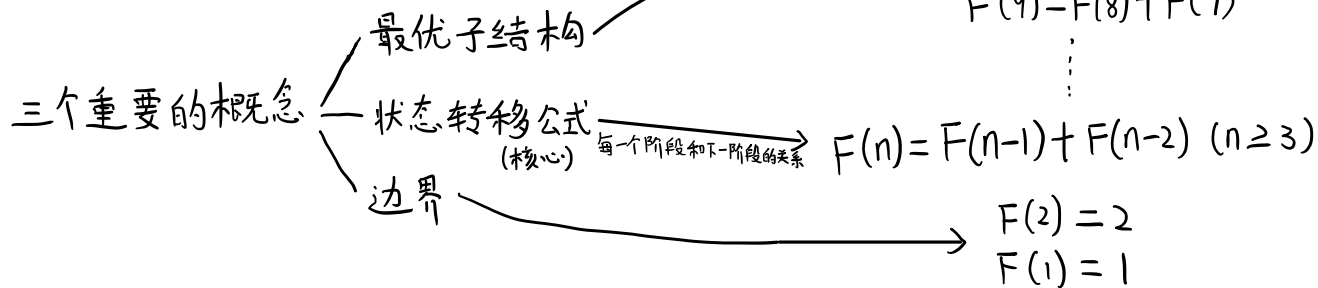 F(9)=F(8)+F(7)
最优子结构
三个重要的概念
状态转移公式
(核心)
每一个阶段和下一阶段的关系
F(n)=F(n-1)+F(n-2) (n≥3)
边界
F(2)=2
F(1)=1